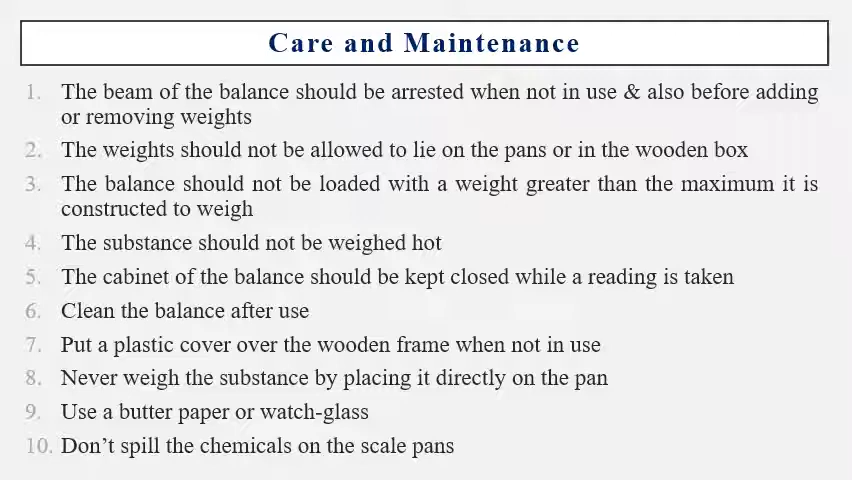 Care and Maintenance
1. The beam of the balance should be arrested when not in use & also before adding
or removing weights
2. The weights should not be allowed to lie on the pans or in the wooden box
3. The balance should not be loaded with a weight greater than the maximum it is
constructed to weigh
4. The substance should not be weighed hot
5. The cabinet of the balance should be kept closed while a reading is taken
6. Clean the balance after use
7. Put a plastic cover over the wooden frame when not in use
8. Never weigh the substance by placing it directly on the pan
9. Use a butter paper or watch-glass
10. Don’t spill the chemicals on the scale pans